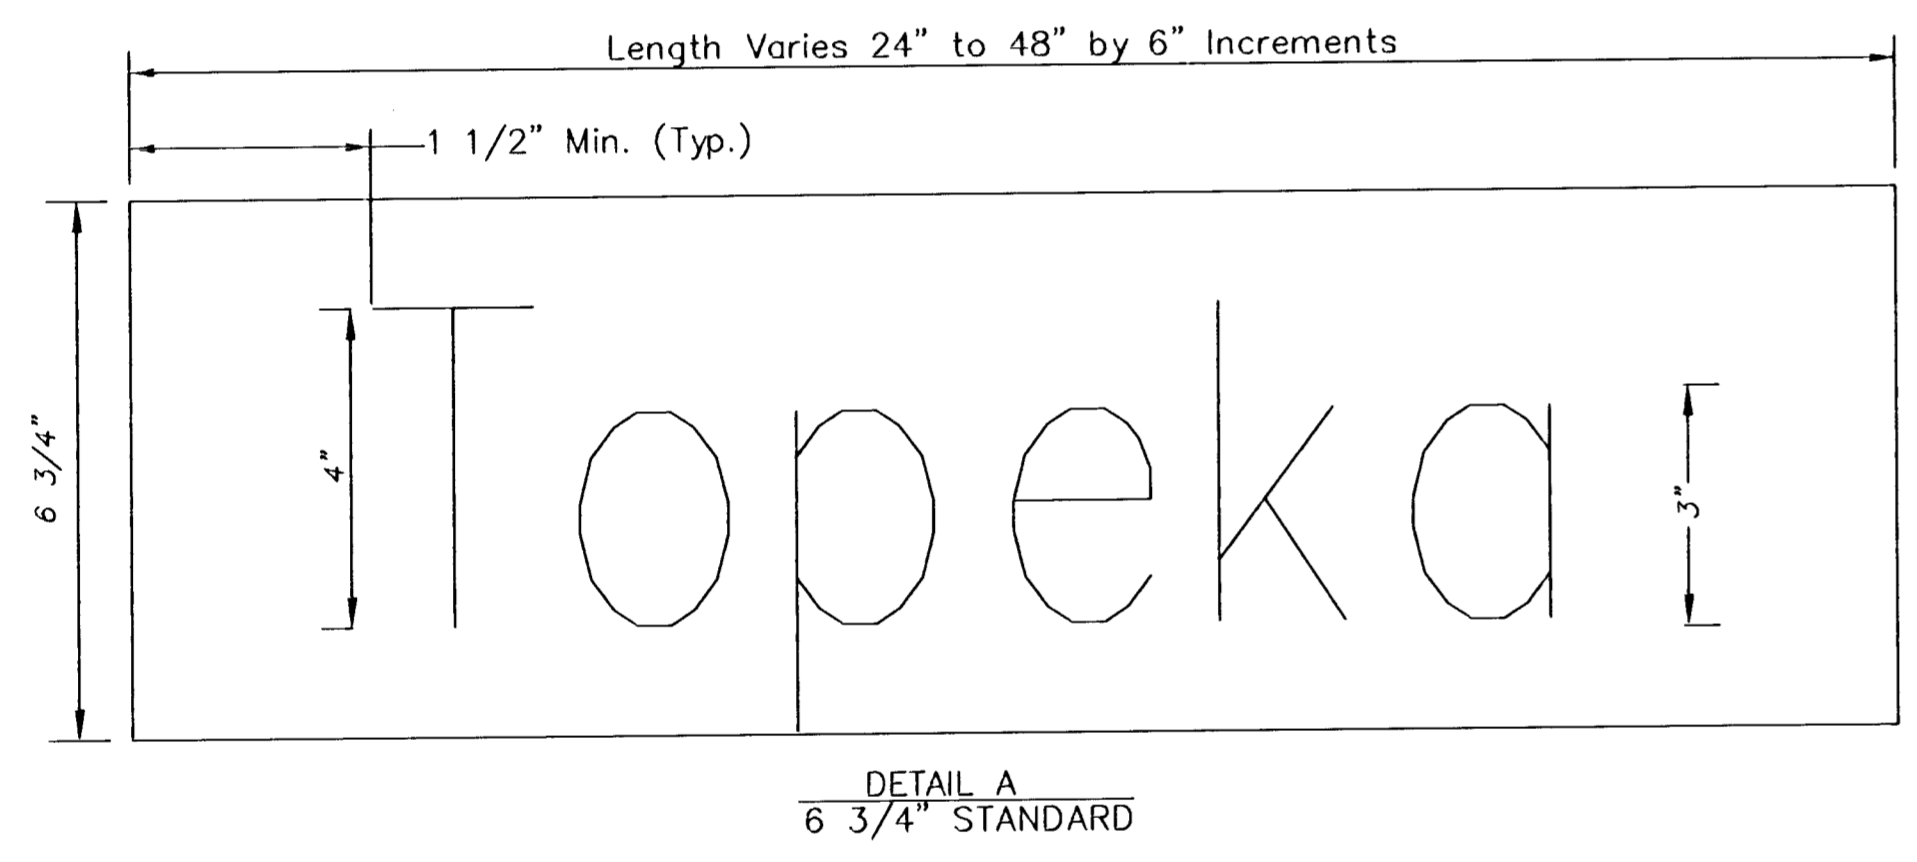 Length Varies 24" to 48" by 6" Increments
1 1/2" Min. (Typ.)
6 3/4"
4"
Topeka
3"
DETAIL A
6 3/4" STANDARD